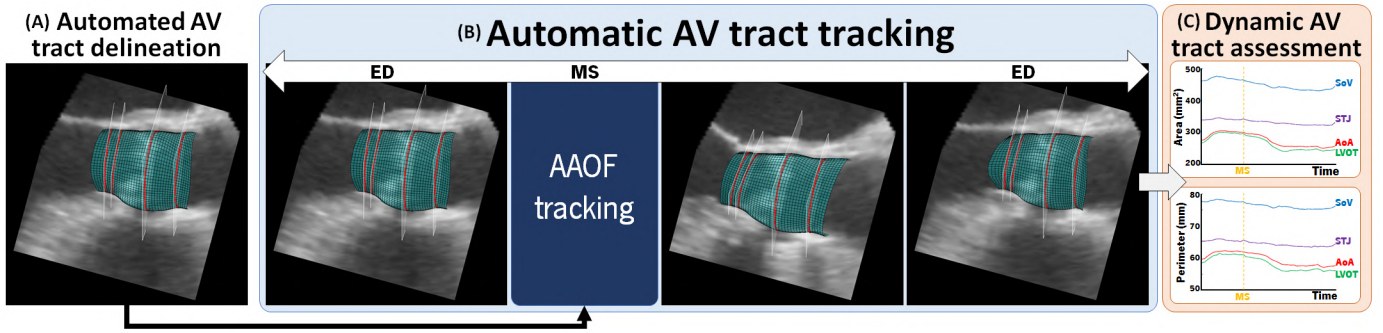 (A) Automated AV
tract delineation
(B) Automatic AV tract tracking
ED
MS
ED
AAOF
tracking
(C) Dynamic AV
tract assessment
Area (mm²)
500
400
300
200
SoV
STJ
AoA
LVOT
MS
Time
Perimeter (mm)
80
70
60
50
SoV
STJ
AoA
LVOT
MS
Time